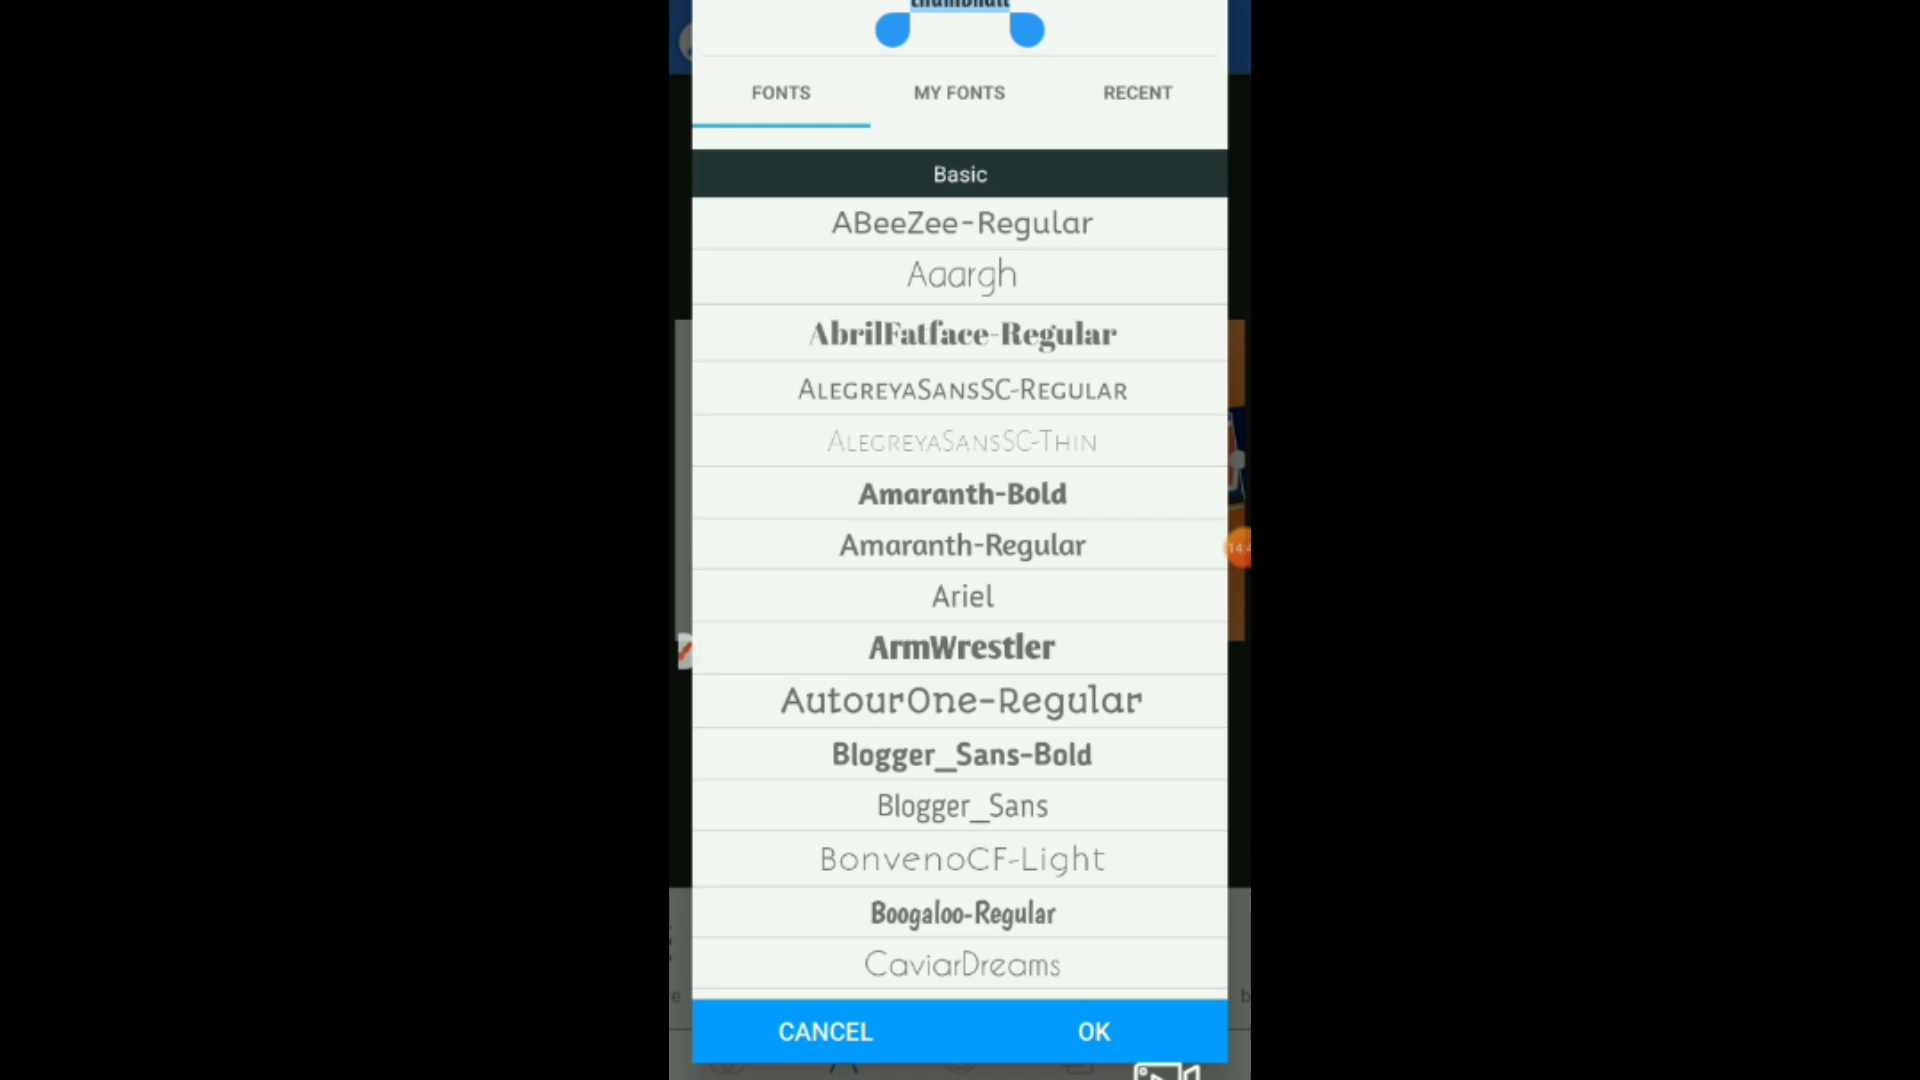 thumbnail
FONTS
MY FONTS
RECENT
Basic
ABeeZee-Regular
Aaargh
AbrilFatface-Regular
AlegreyaSansSC-Regular
AlegreyaSansSC-Thin
Amaranth-Bold
Amaranth-Regular
Ariel
ArmWrestler
AutourOne-Regular
Blogger_Sans-Bold
Blogger_Sans
BonvenoCF-Light
Boogaloo-Regular
CaviarDreams
CANCEL
OK